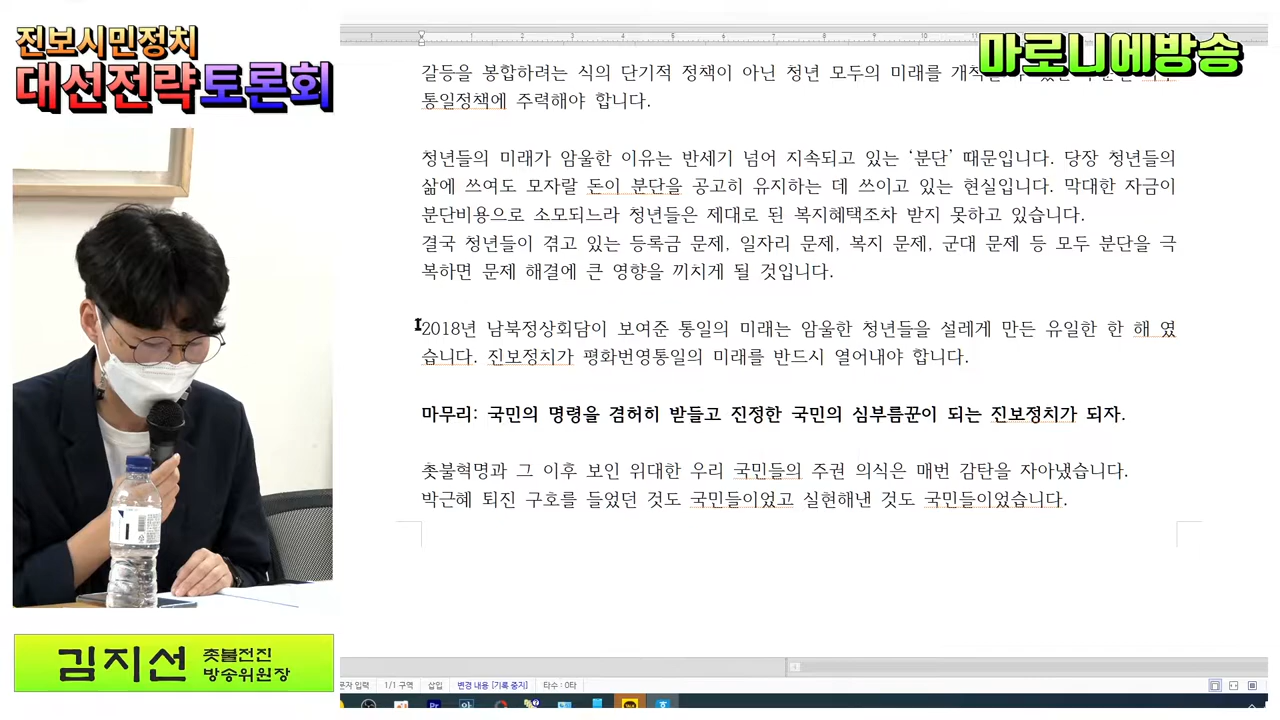 진보시민정치
대선전략토론회
마로니에방송
갈등을 봉합하려는 식의 단기적 정책이 아닌 청년 모두의 미래를
통일정책에 주력해야 합니다.
청년들의 미래가 암울한 이유는 반세기 넘어 지속되고 있는 ‘분단’ 때문입니다. 당장 청년들의
삶에 쓰여도 모자랄 돈이 분단을 공고히 유지하는 데 쓰이고 있는 현실입니다. 막대한 자금이
분단비용으로 소모되느라 청년들은 제대로 된 복지혜택조차 받지 못하고 있습니다.
결국 청년들이 겪고 있는 등록금 문제, 일자리 문제, 복지 문제, 군대 문제 등 모두 분단을 극
복하면 문제 해결에 큰 영향을 끼치게 될 것입니다.
2018년 남북정상회담이 보여준 통일의 미래는 암울한 청년들을 설레게 만든 유일한 한 해 였
습니다. 진보정치가 평화번영통일의 미래를 반드시 열어내야 합니다.
마무리: 국민의 명령을 겸허히 받들고 진정한 국민의 심부름꾼이 되는 진보정치가 되자.
촛불혁명과 그 이후 보인 위대한 우리 국민들의 주권 의식은 매번 감탄을 자아냈습니다.
박근혜 퇴진 구호를 들었던 것도 국민들이었고 실현해낸 것도 국민들이었습니다.
김지선 촛불전진
방송위원장
문자 입력 1/1 구역 삽입 변경 내용 [기록 중지] 타수 : 0타